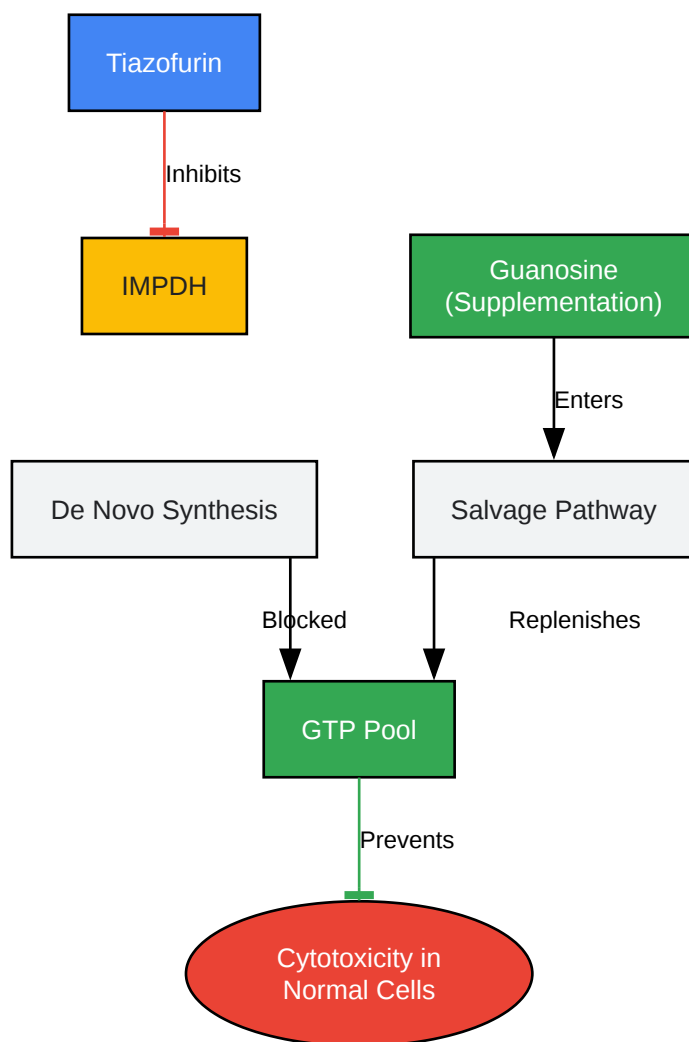 Tiazofurin
Inhibits
IMPDH
Guanosine
(Supplementation)
Enters
De Novo Synthesis
Salvage Pathway
Blocked
Replenishes
GTP Pool
Prevents
Cytotoxicity in
Normal Cells